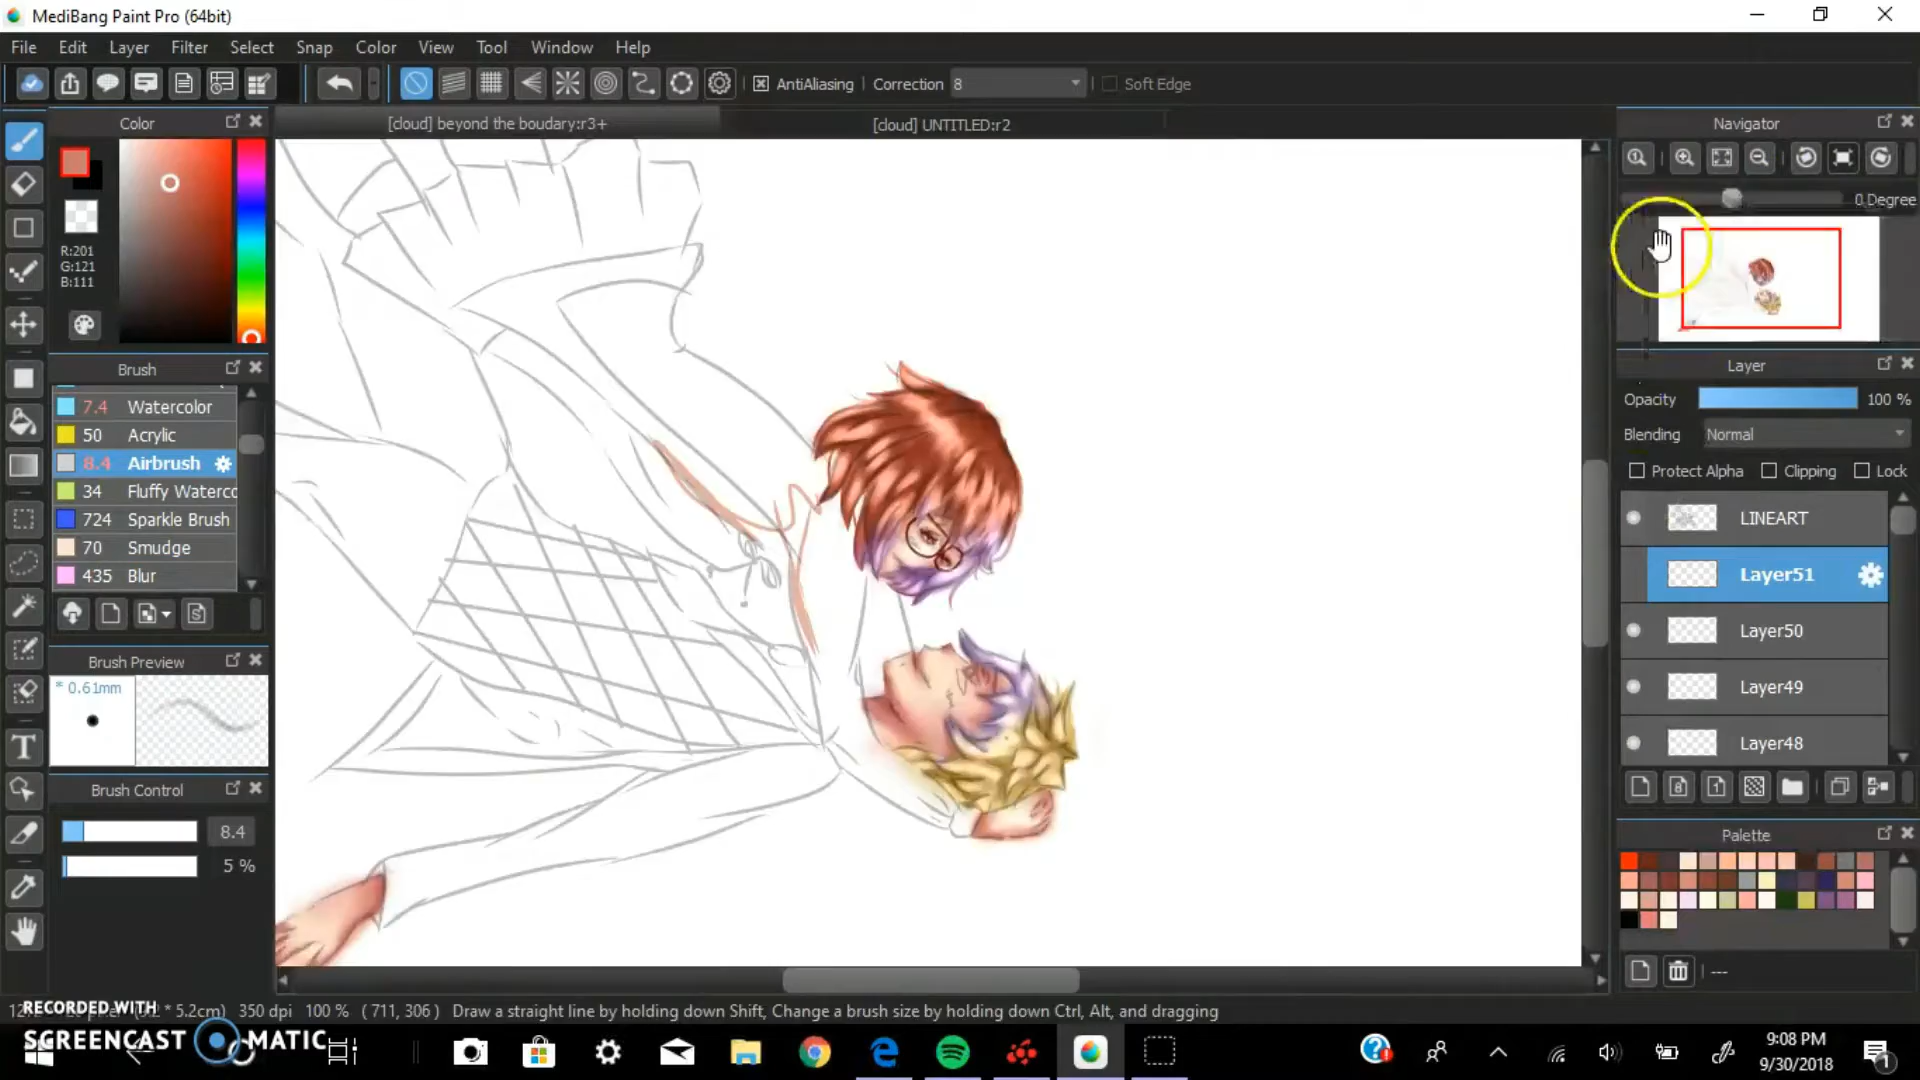 MediBang Paint Pro (64bit)
File Edit Layer Filter Select Snap Color View Tool Window Help
AntiAliasing Correction 8 Soft Edge
Color
[cloud] beyond the boudary:r3+
[cloud] UNTITLED:r2
Navigator
0 Degree
R:201
G:121
B:111
Brush
7.4 Watercolor
50 Acrylic
8.4 Airbrush
34 Fluffy Waterco
724 Sparkle Brush
70 Smudge
435 Blur
Layer
Opacity 100 %
Blending Normal
Protect Alpha Clipping Lock
LINEART
Layer51
Layer50
Layer49
Layer48
Brush Preview
* 0.61mm
Brush Control
8.4
5 %
Palette
---
5.2cm) 350 dpi 100 % ( 711, 306 ) Draw a straight line by holding down Shift, Change a brush size by holding down Ctrl, Alt, and dragging
RECORDED WITH
SCREENCAST MATIC
9:08 PM
9/30/2018
1